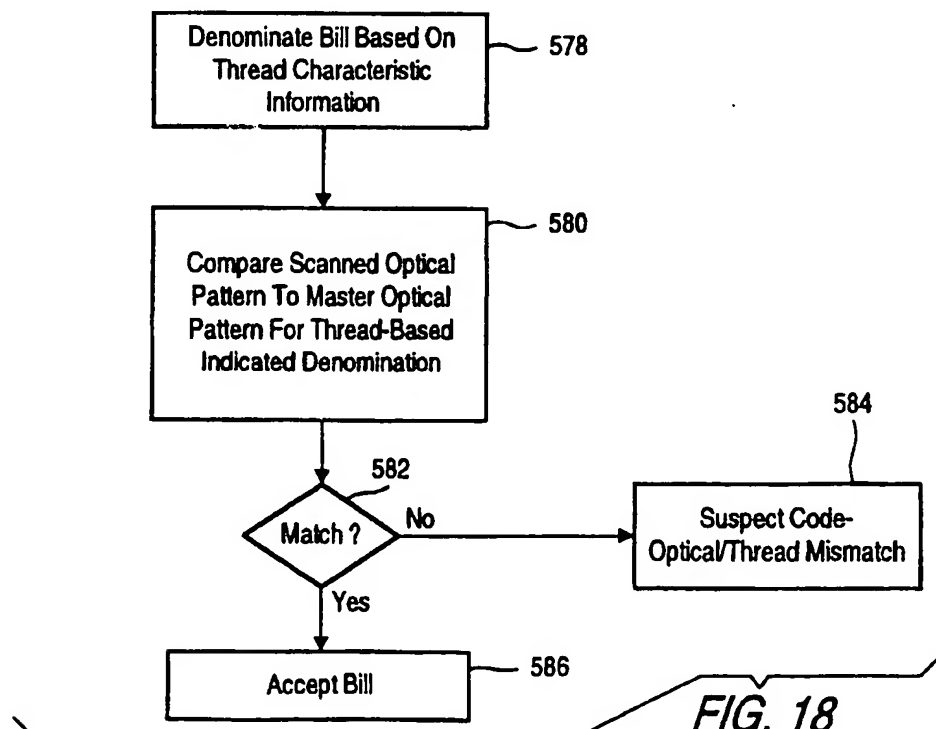 Denominate Bill Based On
Thread Characteristic
Information
578
Compare Scanned Optical
Pattern To Master Optical
Pattern For Thread-Based
Indicated Denomination
580
Match ?
582
No
Suspect Code-
Optical/Thread Mismatch
584
Yes
Accept Bill
586
FIG. 18